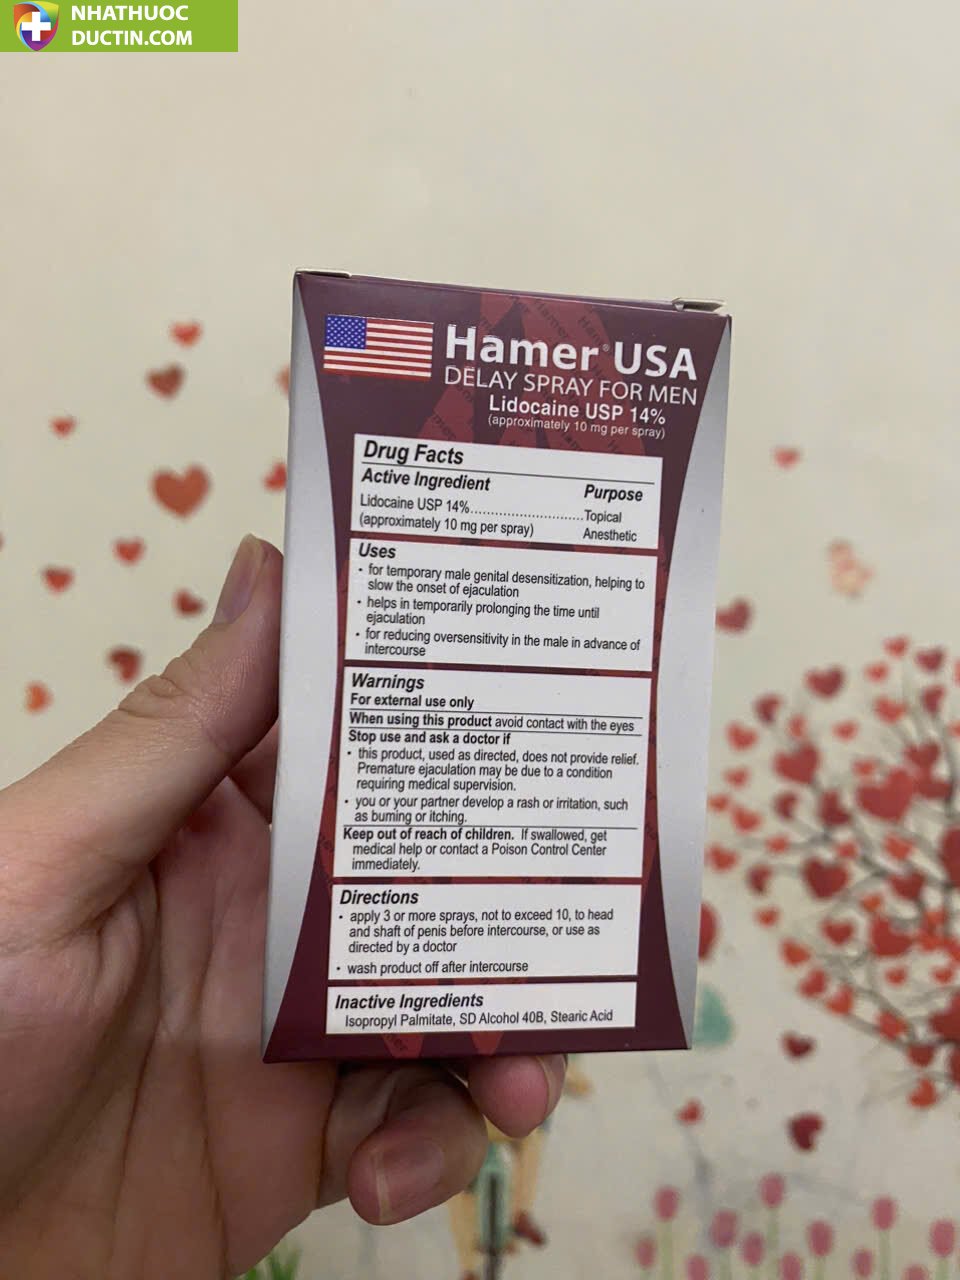 NHATHUOC
DUCTIN.COM
Hamer® USA
DELAY SPRAY FOR MEN
Lidocaine USP 14%
(approximately 10 mg per spray)
Drug Facts
Active Ingredient Purpose
Lidocaine USP 14%............................Topical
(approximately 10 mg per spray) Anesthetic
Uses
• for temporary male genital desensitization, helping to
slow the onset of ejaculation
• helps in temporarily prolonging the time until
ejaculation
• for reducing oversensitivity in the male in advance of
intercourse
Warnings
For external use only
When using this product avoid contact with the eyes
Stop use and ask a doctor if
• this product, used as directed, does not provide relief.
Premature ejaculation may be due to a condition
requiring medical supervision.
• you or your partner develop a rash or irritation, such
as burning or itching.
Keep out of reach of children. If swallowed, get
medical help or contact a Poison Control Center
immediately.
Directions
• apply 3 or more sprays, not to exceed 10, to head
and shaft of penis before intercourse, or use as
directed by a doctor
• wash product off after intercourse
Inactive Ingredients
Isopropyl Palmitate, SD Alcohol 40B, Stearic Acid